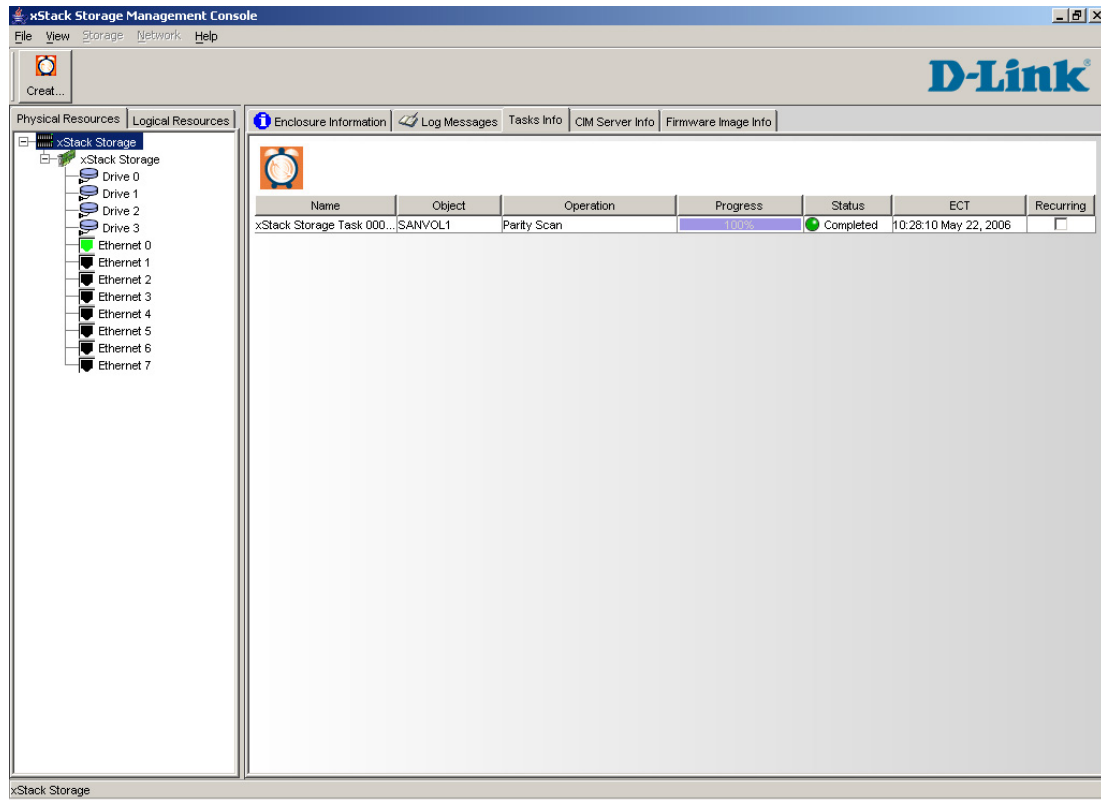 xStack Storage Management Console
File View Storage Network Help
Creat...
D-Link®
Physical Resources Logical Resources
Enclosure Information Log Messages Tasks Info CIM Server Info Firmware Image Info
xStack Storage
xStack Storage
Drive 0
Drive 1
Drive 2
Drive 3
Ethernet 0
Ethernet 1
Ethernet 2
Ethernet 3
Ethernet 4
Ethernet 5
Ethernet 6
Ethernet 7
Name Object Operation Progress Status ECT Recurring
xStack Storage Task 000... SANVOL1 Parity Scan 100% Completed 10:28:10 May 22, 2006
xStack Storage